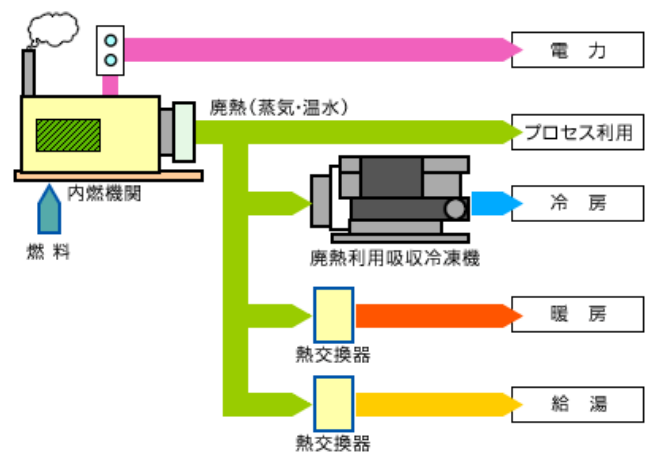 電 力
廃熱(蒸気・温水)
プロセス利用
内燃機関
冷 房
燃 料
廃熱利用吸収冷凍機
暖 房
熱交換器
給 湯
熱交換器